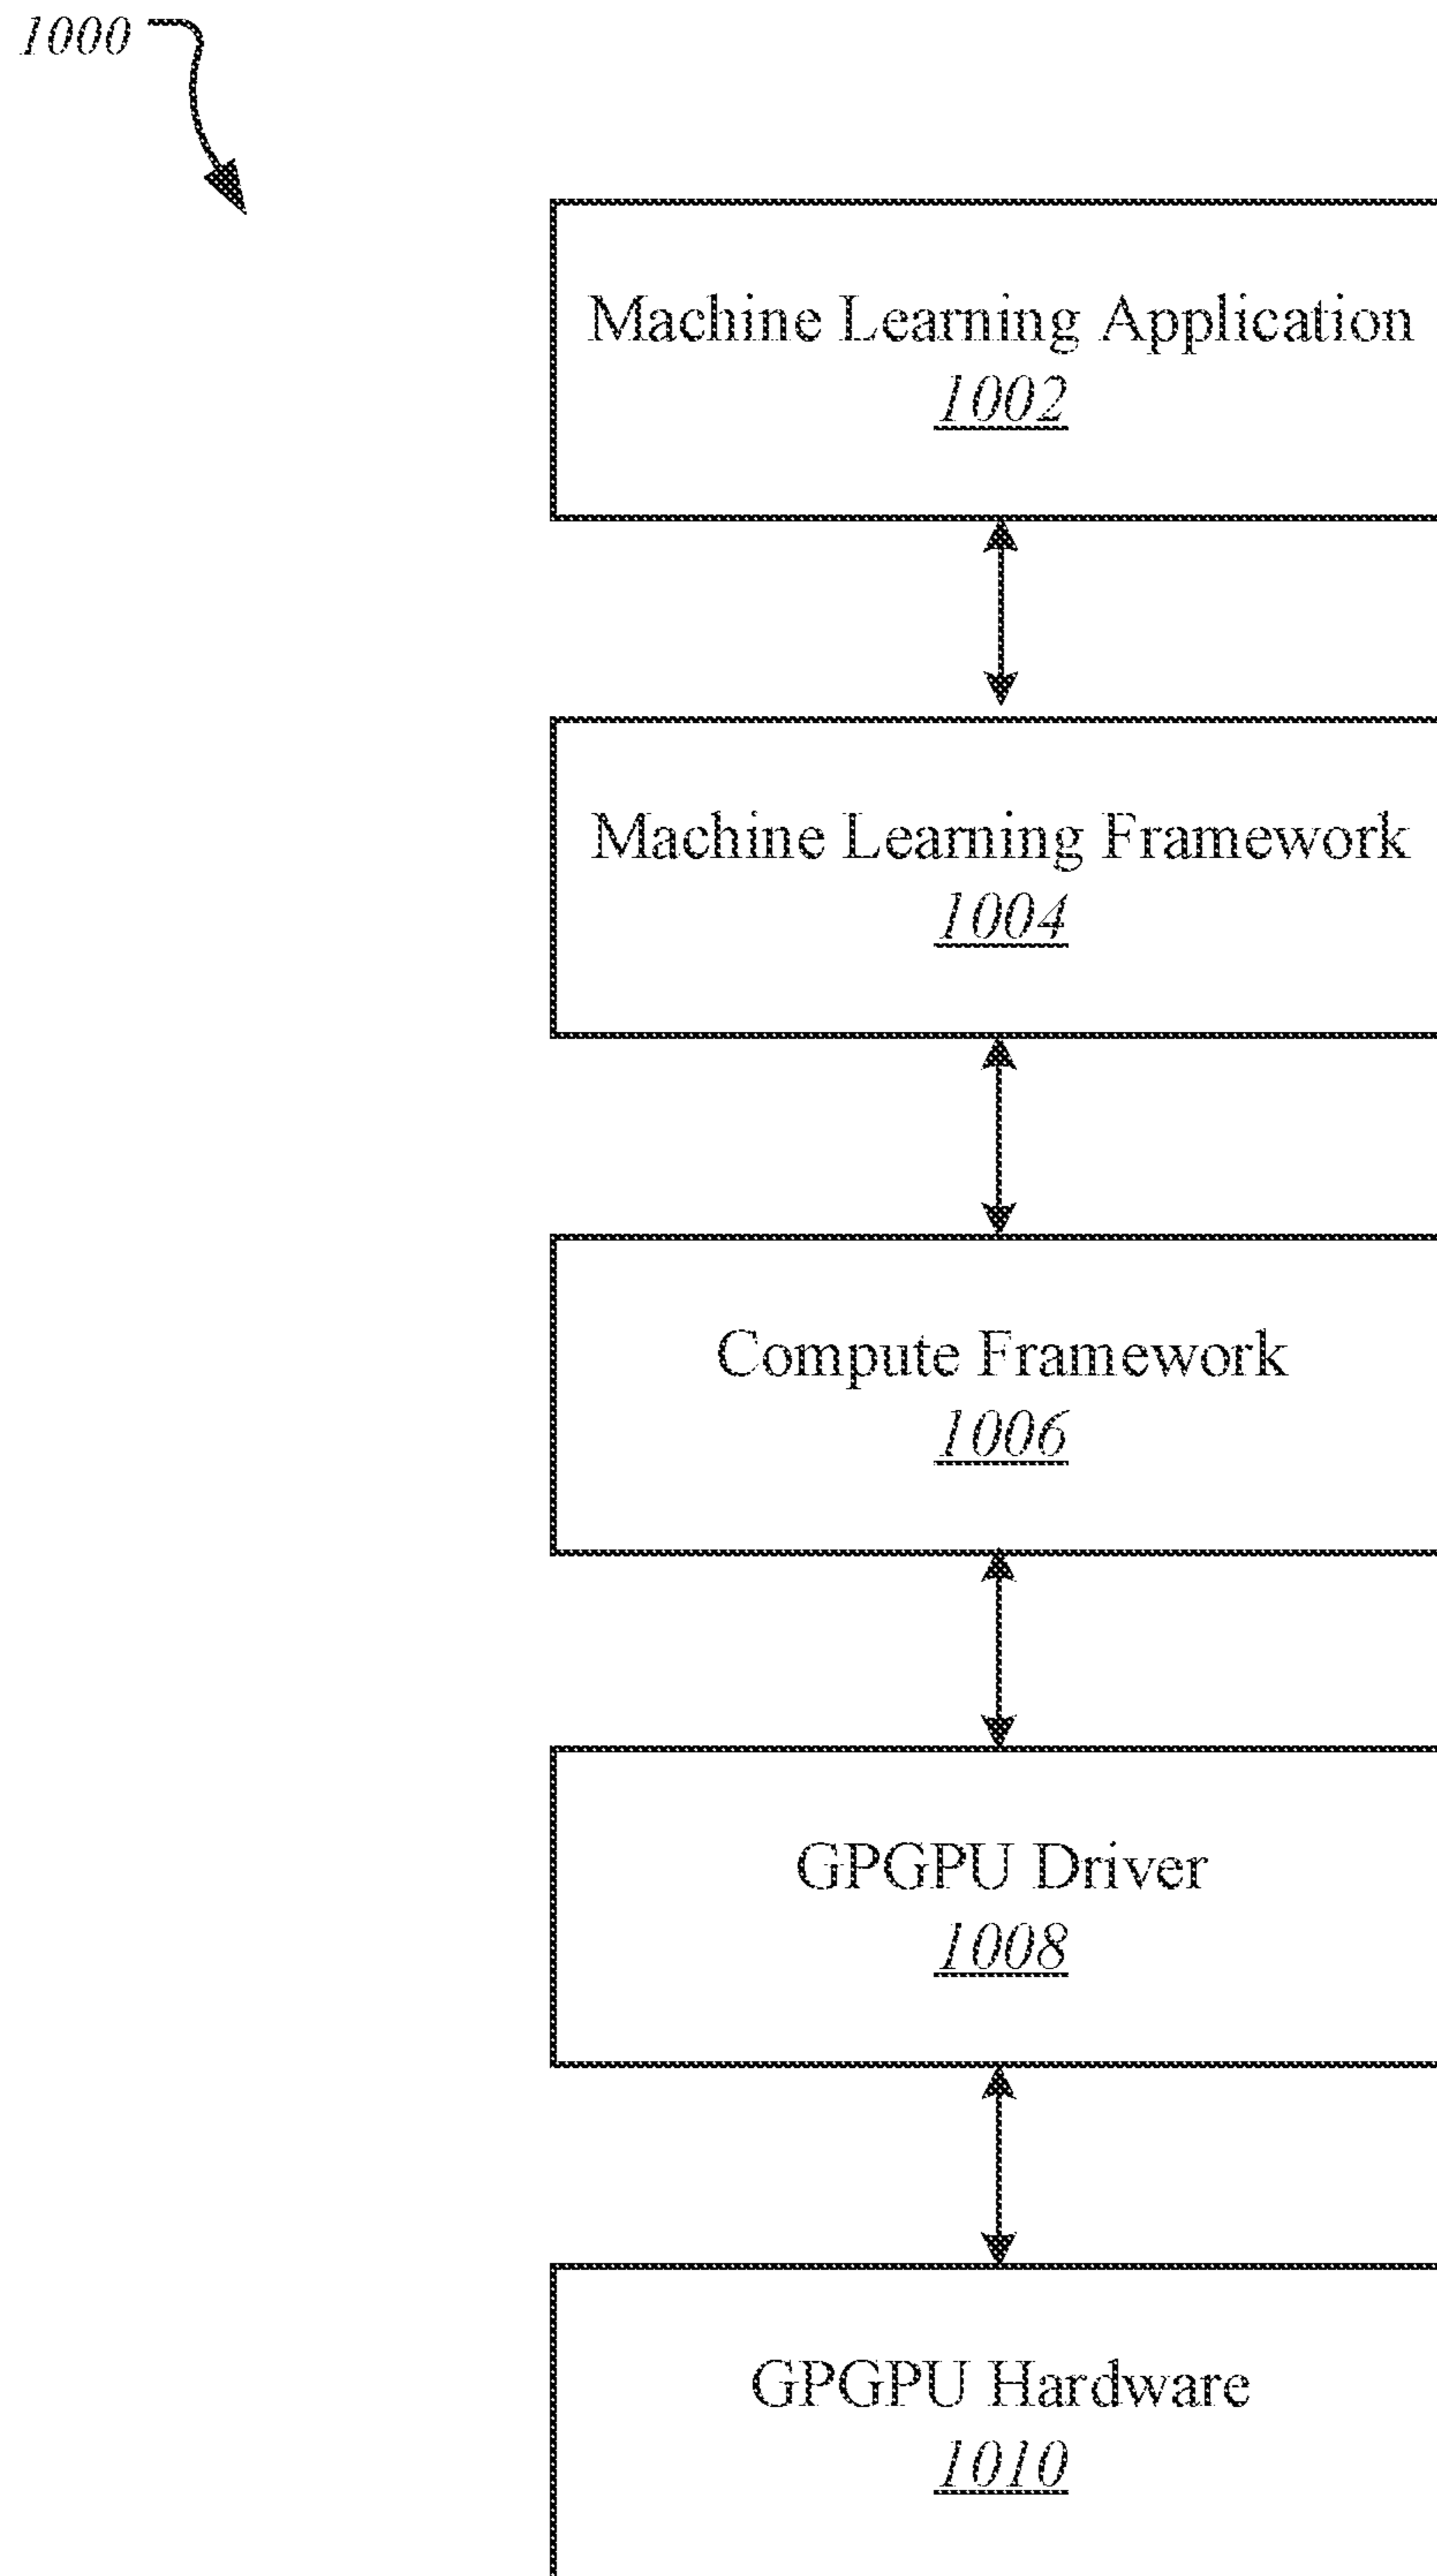 1000
Machine Learning Application
1002
Machine Learning Framework
1004
Compute Framework
1006
GPGPU Driver
1008
GPGPU Hardware
1010